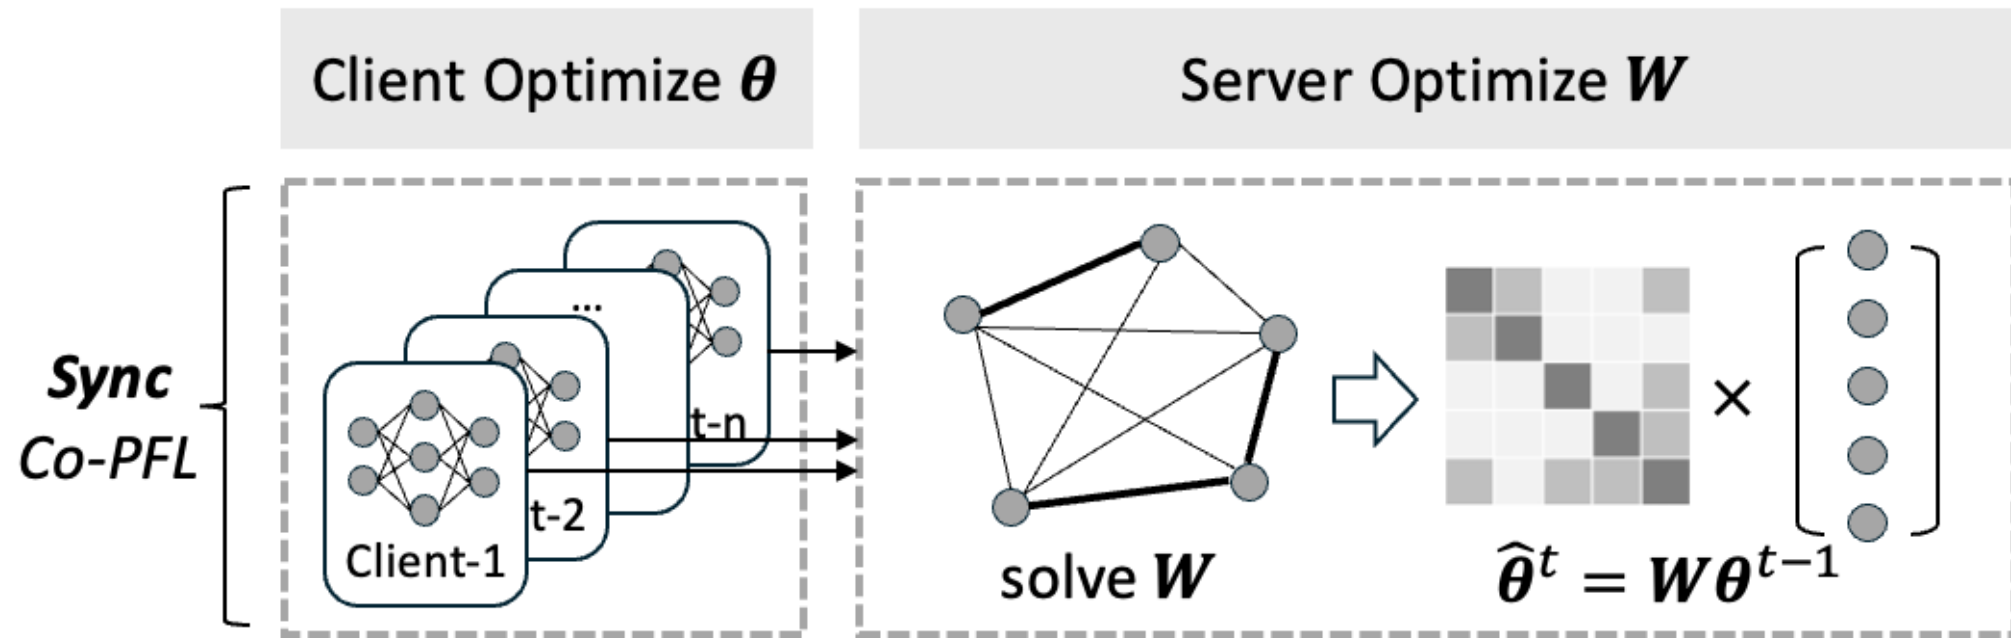 Client Optimize θ
Server Optimize W
Sync
Co-PFL
...
t-n
t-2
Client-1
solve W
×
θ̂ᵗ = Wθᵗ⁻¹